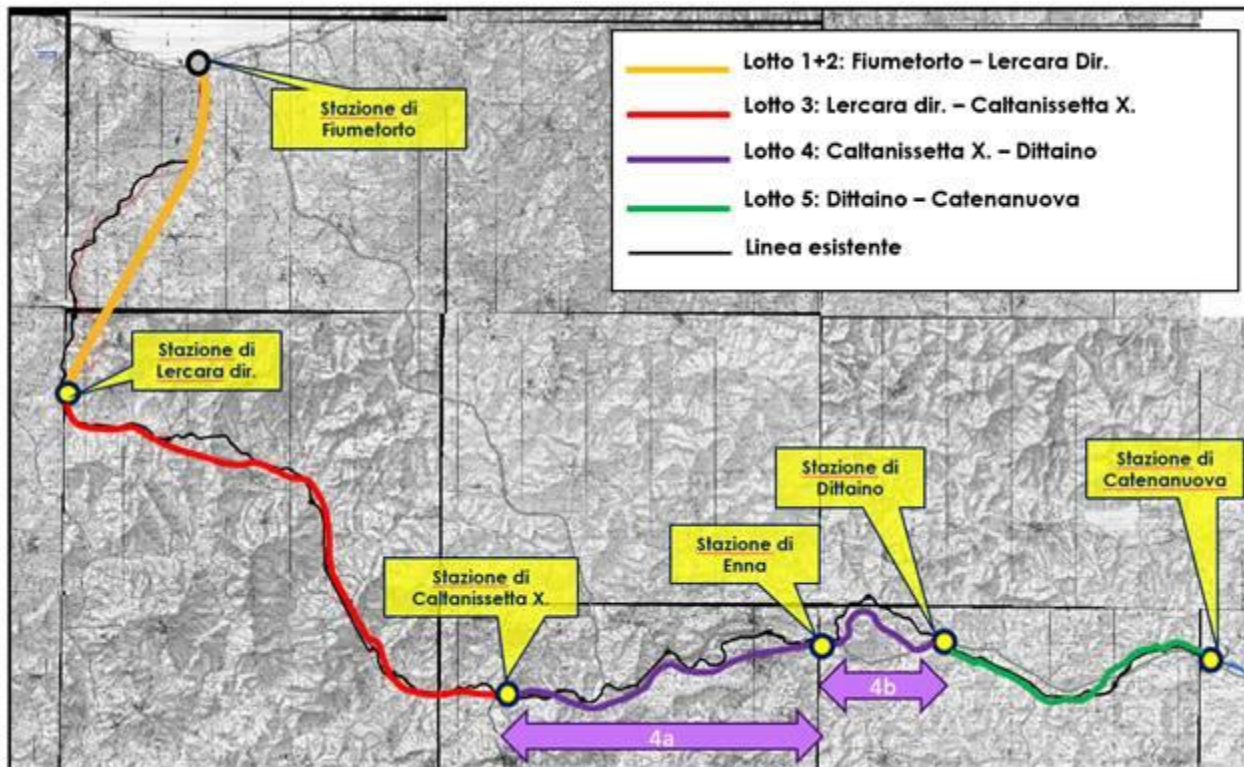 Lotto 1+2: Fiumetorto – Lercara Dir.
Lotto 3: Lercara dir. – Caltanissetta X.
Lotto 4: Caltanissetta X. – Dittaino
Lotto 5: Dittaino – Catenanuova
Linea esistente
Stazione di
Fiumetorto
Stazione di
Lercara dir.
Stazione di
Caltanissetta X.
Stazione di
Enna
Stazione di
Dittaino
Stazione di
Catenanuova
4a
4b